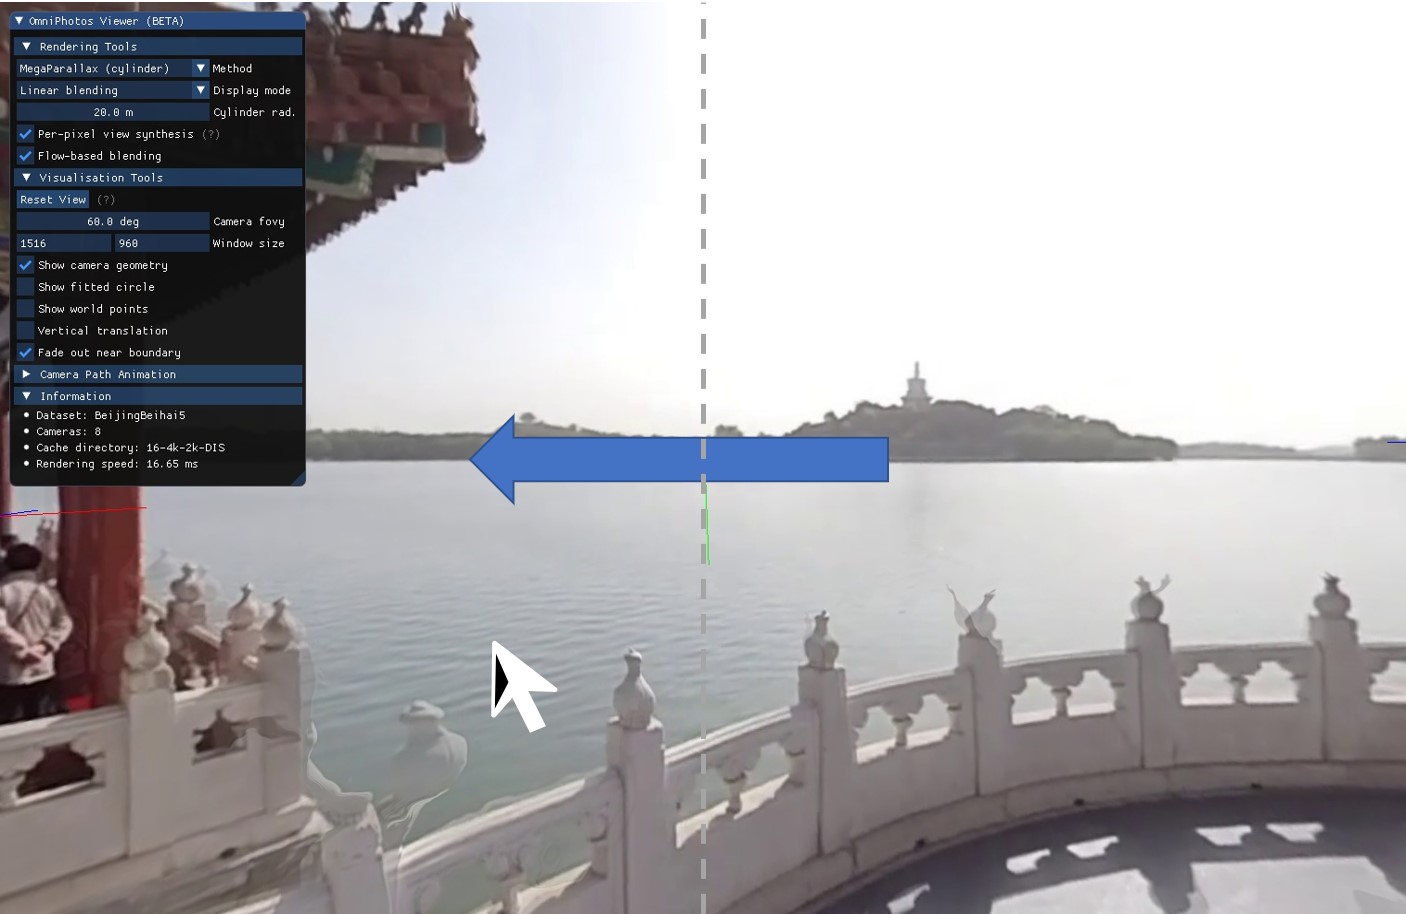 OmniPhotos Viewer (BETA)
Rendering Tools
MegaParallax (cylinder) Method
Linear blending Display mode
20.0 m Cylinder rad.
Per-pixel view synthesis (?)
Flow-based blending
Visualisation Tools
Reset View (?)
60.0 deg Camera fovy
1516 960 Window size
Show camera geometry
Show fitted circle
Show world points
Vertical translation
Fade out near boundary
Camera Path Animation
Information
Dataset: BeijingBeihai5
Cameras: 8
Cache directory: 16-4k-2k-DIS
Rendering speed: 16.65 ms